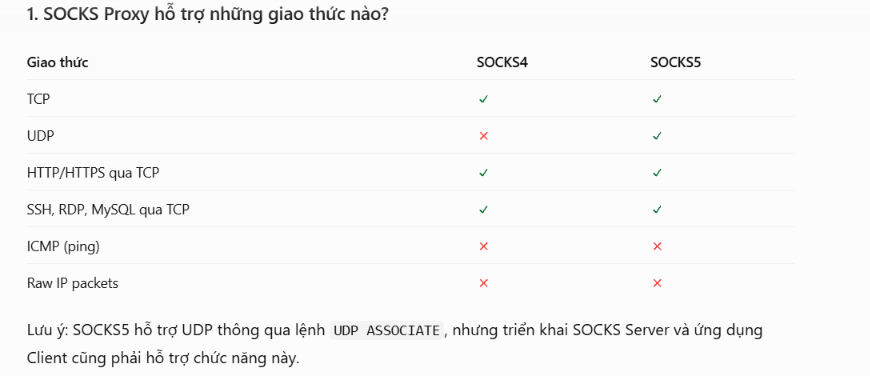 1. SOCKS Proxy hỗ trợ những giao thức nào?
Giao thức SOCKS4 SOCKS5
TCP ✓ ✓
UDP ✕ ✓
HTTP/HTTPS qua TCP ✓ ✓
SSH, RDP, MySQL qua TCP ✓ ✓
ICMP (ping) ✕ ✕
Raw IP packets ✕ ✕
Lưu ý: SOCKS5 hỗ trợ UDP thông qua lệnh UDP ASSOCIATE, nhưng triển khai SOCKS Server và ứng dụng
Client cũng phải hỗ trợ chức năng này.